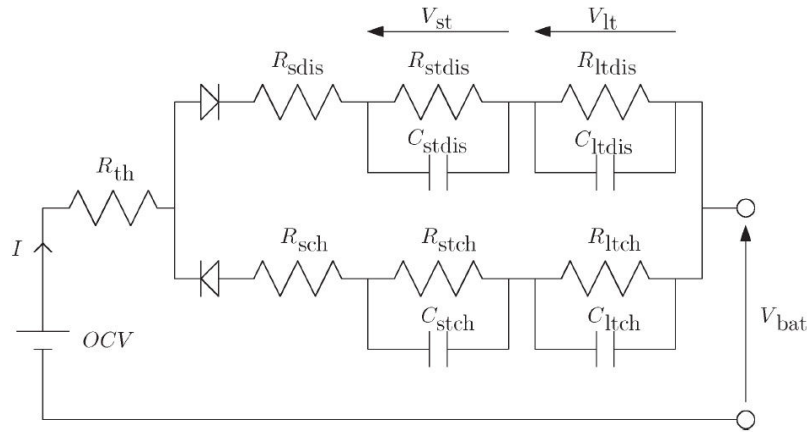 V_st V_lt
R_sdis R_stdis R_ltdis
C_stdis C_ltdis
R_th
R_sch R_stch R_ltch
I
C_stch C_ltch
V_bat
OCV